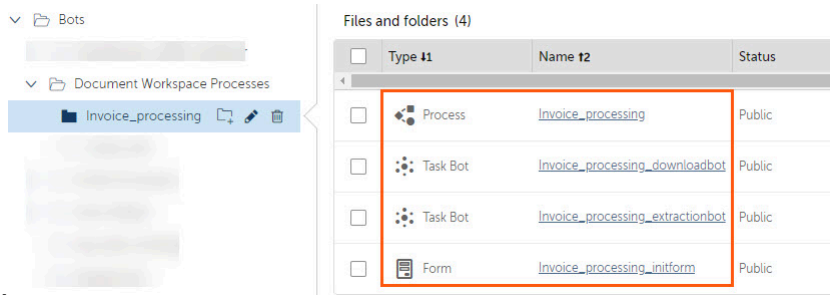 Bots
Document Workspace Processes
Invoice_processing
Files and folders (4)
Type ↓1 Name ↑2 Status
Process Invoice_processing Public
Task Bot Invoice_processing_downloadbot Public
Task Bot Invoice_processing_extractionbot Public
Form Invoice_processing_initform Public